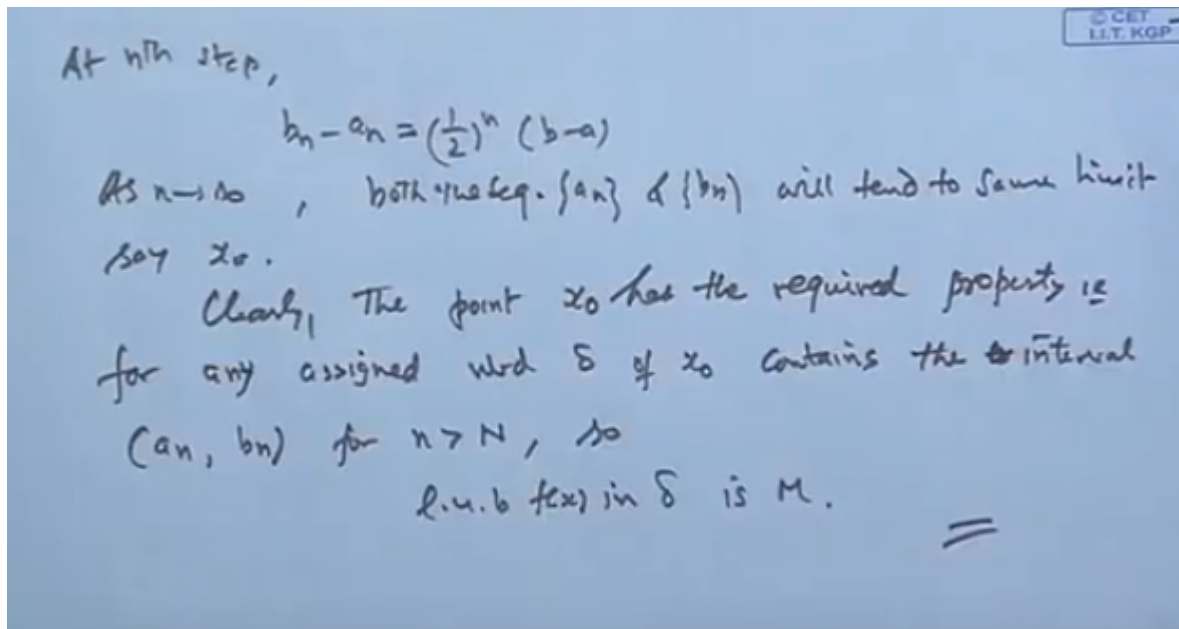 © CET
I.I.T. KGP
At nth step,
bn - an = (1/2)^n (b-a)
As n→∞, both the seq. {an} & {bn} will tend to same limit
say x0.
Clearly, The point x0 has the required property ie
for any assigned nbd δ of x0 contains the interval
(an, bn) for n > N, so
l.u.b f(x) in δ is M.